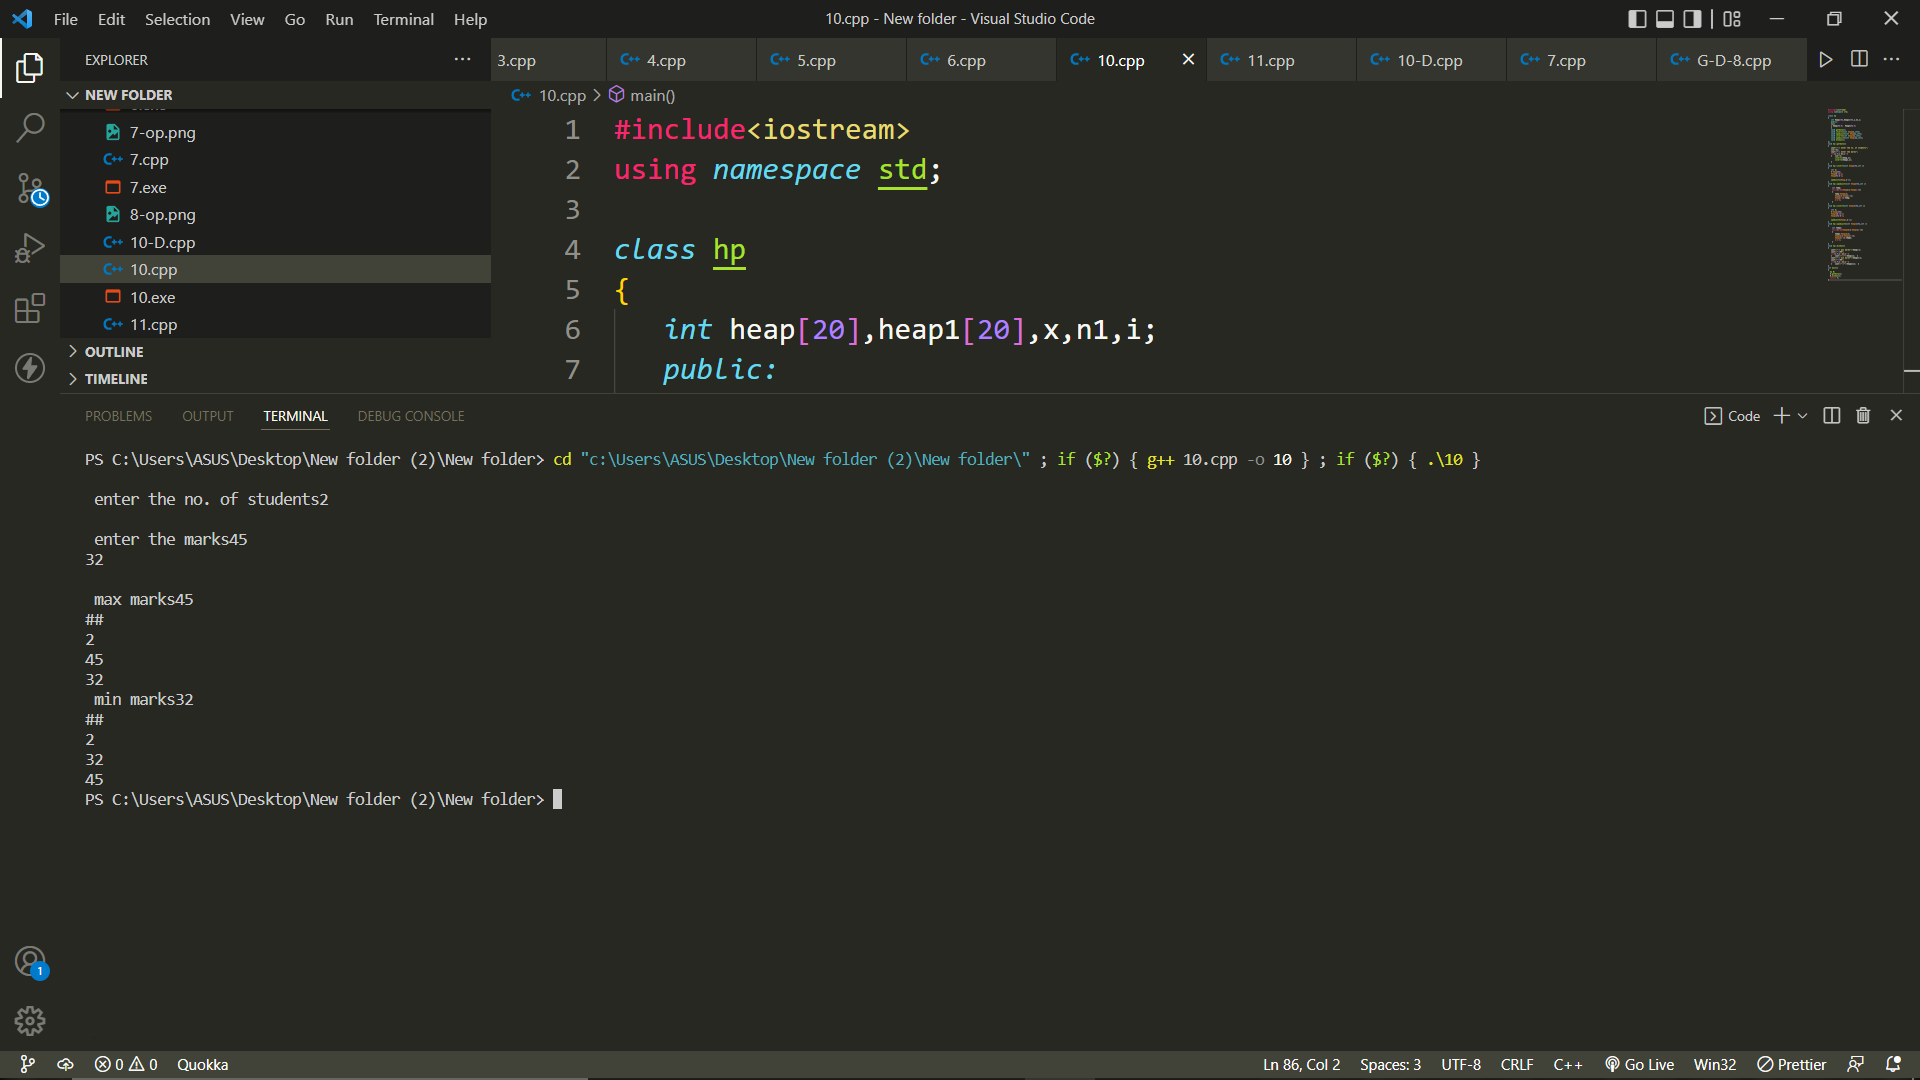 File Edit Selection View Go Run Terminal Help
10.cpp - New folder - Visual Studio Code
EXPLORER
3.cpp
4.cpp
5.cpp
6.cpp
10.cpp
11.cpp
10-D.cpp
7.cpp
G-D-8.cpp
NEW FOLDER
7-op.png
7.cpp
7.exe
8-op.png
10-D.cpp
10.cpp
10.exe
11.cpp
OUTLINE
TIMELINE
10.cpp > main()
1 #include<iostream>
2 using namespace std;
3
4 class hp
5 {
6 int heap[20],heap1[20],x,n1,i;
7 public:
PROBLEMS OUTPUT TERMINAL DEBUG CONSOLE
Code
PS C:\Users\ASUS\Desktop\New folder (2)\New folder> cd "c:\Users\ASUS\Desktop\New folder (2)\New folder\" ; if ($?) { g++ 10.cpp -o 10 } ; if ($?) { .\10 }
enter the no. of students2
enter the marks45
32
max marks45
##
2
45
32
min marks32
##
2
32
45
PS C:\Users\ASUS\Desktop\New folder (2)\New folder>
1
0 0 Quokka
Ln 86, Col 2 Spaces: 3 UTF-8 CRLF C++ Go Live Win32 Prettier